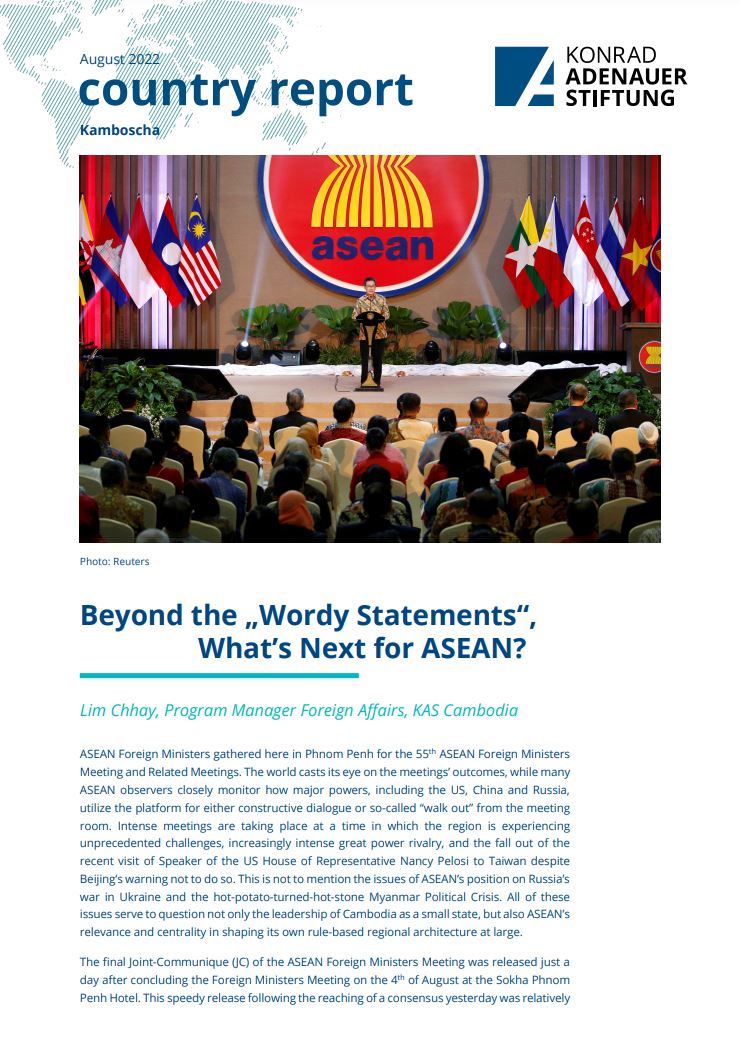 August 2022
country report
Kamboscha
KONRAD
ADENAUER
STIFTUNG
asean
Photo: Reuters
Beyond the „Wordy Statements“,
What’s Next for ASEAN?
Lim Chhay, Program Manager Foreign Affairs, KAS Cambodia
ASEAN Foreign Ministers gathered here in Phnom Penh for the 55th ASEAN Foreign Ministers
Meeting and Related Meetings. The world casts its eye on the meetings’ outcomes, while many
ASEAN observers closely monitor how major powers, including the US, China and Russia,
utilize the platform for either constructive dialogue or so-called “walk out” from the meeting
room. Intense meetings are taking place at a time in which the region is experiencing
unprecedented challenges, increasingly intense great power rivalry, and the fall out of the
recent visit of Speaker of the US House of Representative Nancy Pelosi to Taiwan despite
Beijing’s warning not to do so. This is not to mention the issues of ASEAN’s position on Russia’s
war in Ukraine and the hot-potato-turned-hot-stone Myanmar Political Crisis. All of these
issues serve to question not only the leadership of Cambodia as a small state, but also ASEAN’s
relevance and centrality in shaping its own rule-based regional architecture at large.
The final Joint-Communique (JC) of the ASEAN Foreign Ministers Meeting was released just a
day after concluding the Foreign Ministers Meeting on the 4th of August at the Sokha Phnom
Penh Hotel. This speedy release following the reaching of a consensus yesterday was relatively